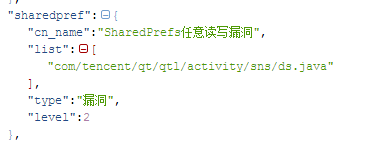 "sharedpref":{
"cn_name":"SharedPrefs任意读写漏洞",
"list":[
"com/tencent/qt/qtl/activity/sns/ds.java"
],
"type":"漏洞",
"level":2
},